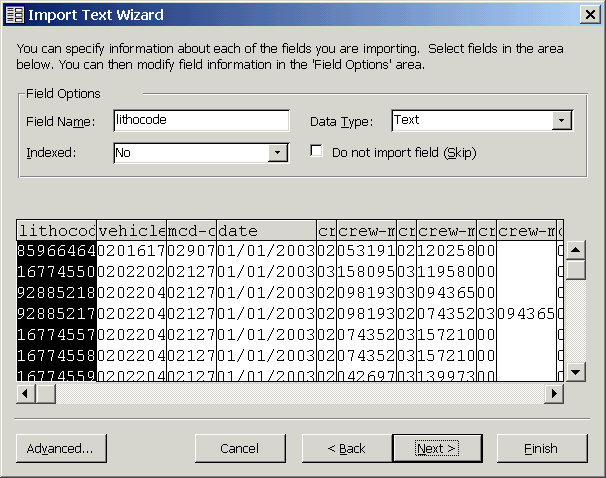 Import Text Wizard
You can specify information about each of the fields you are importing. Select fields in the area
below. You can then modify field information in the 'Field Options' area.
Field Options
Field Name: lithocode Data Type: Text
Indexed: No Do not import field (Skip)
lithocod vehicle mcd-c date cr crew-m cr crew-m cr crew-m c
85966464 0201617 02907 01/01/2003 02 053191 02 120258 00 0
16774550 0202202 02127 01/01/2003 03 158095 03 119580 00 0
92885218 0202204 02127 01/01/2003 02 098193 03 094365 00 0
92885217 0202204 02127 01/01/2003 02 098193 02 074352 03 094365 0
16774557 0202204 02127 01/01/2003 02 074352 03 157210 00 0
16774558 0202204 02127 01/01/2003 02 074352 03 157210 00 0
16774559 0202204 02127 01/01/2003 02 042697 03 139973 00 0
Advanced... Cancel < Back Next > Finish